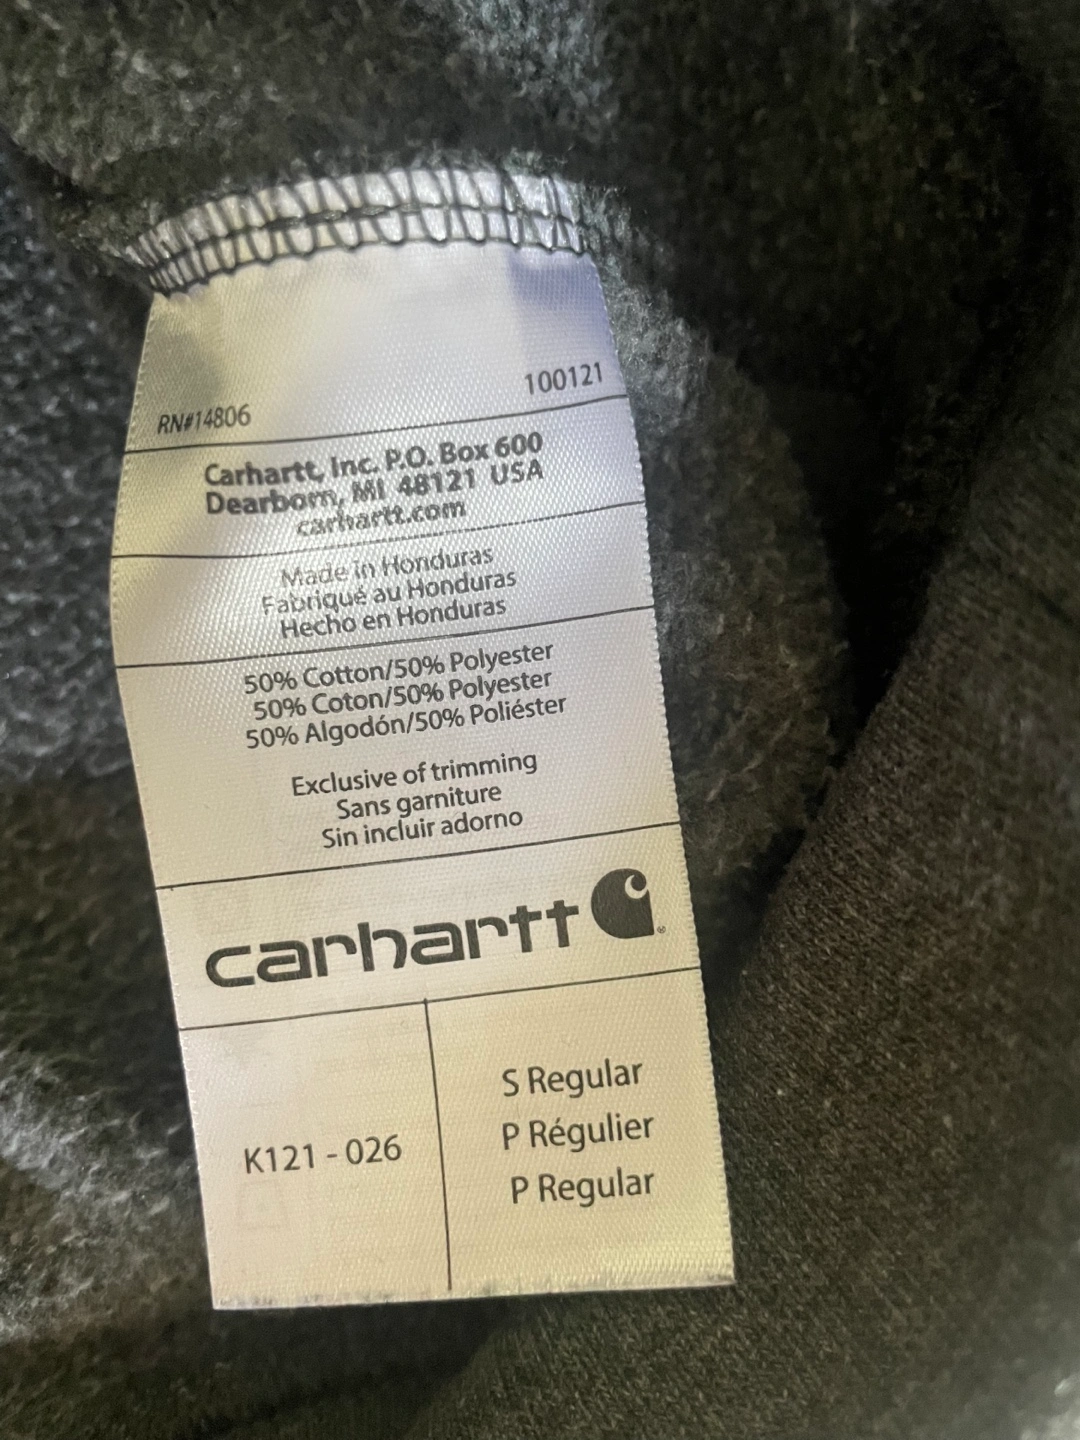 RN#14806
100121
Carhartt, Inc. P.O. Box 600
Dearborn, MI 48121 USA
carhartt.com
Made in Honduras
Fabriqué au Honduras
Hecho en Honduras
50% Cotton/50% Polyester
50% Coton/50% Polyester
50% Algodón/50% Poliéster
Exclusive of trimming
Sans garniture
Sin incluir adorno
carhartt ®
K121 - 026
S Regular
P Régulier
P Regular